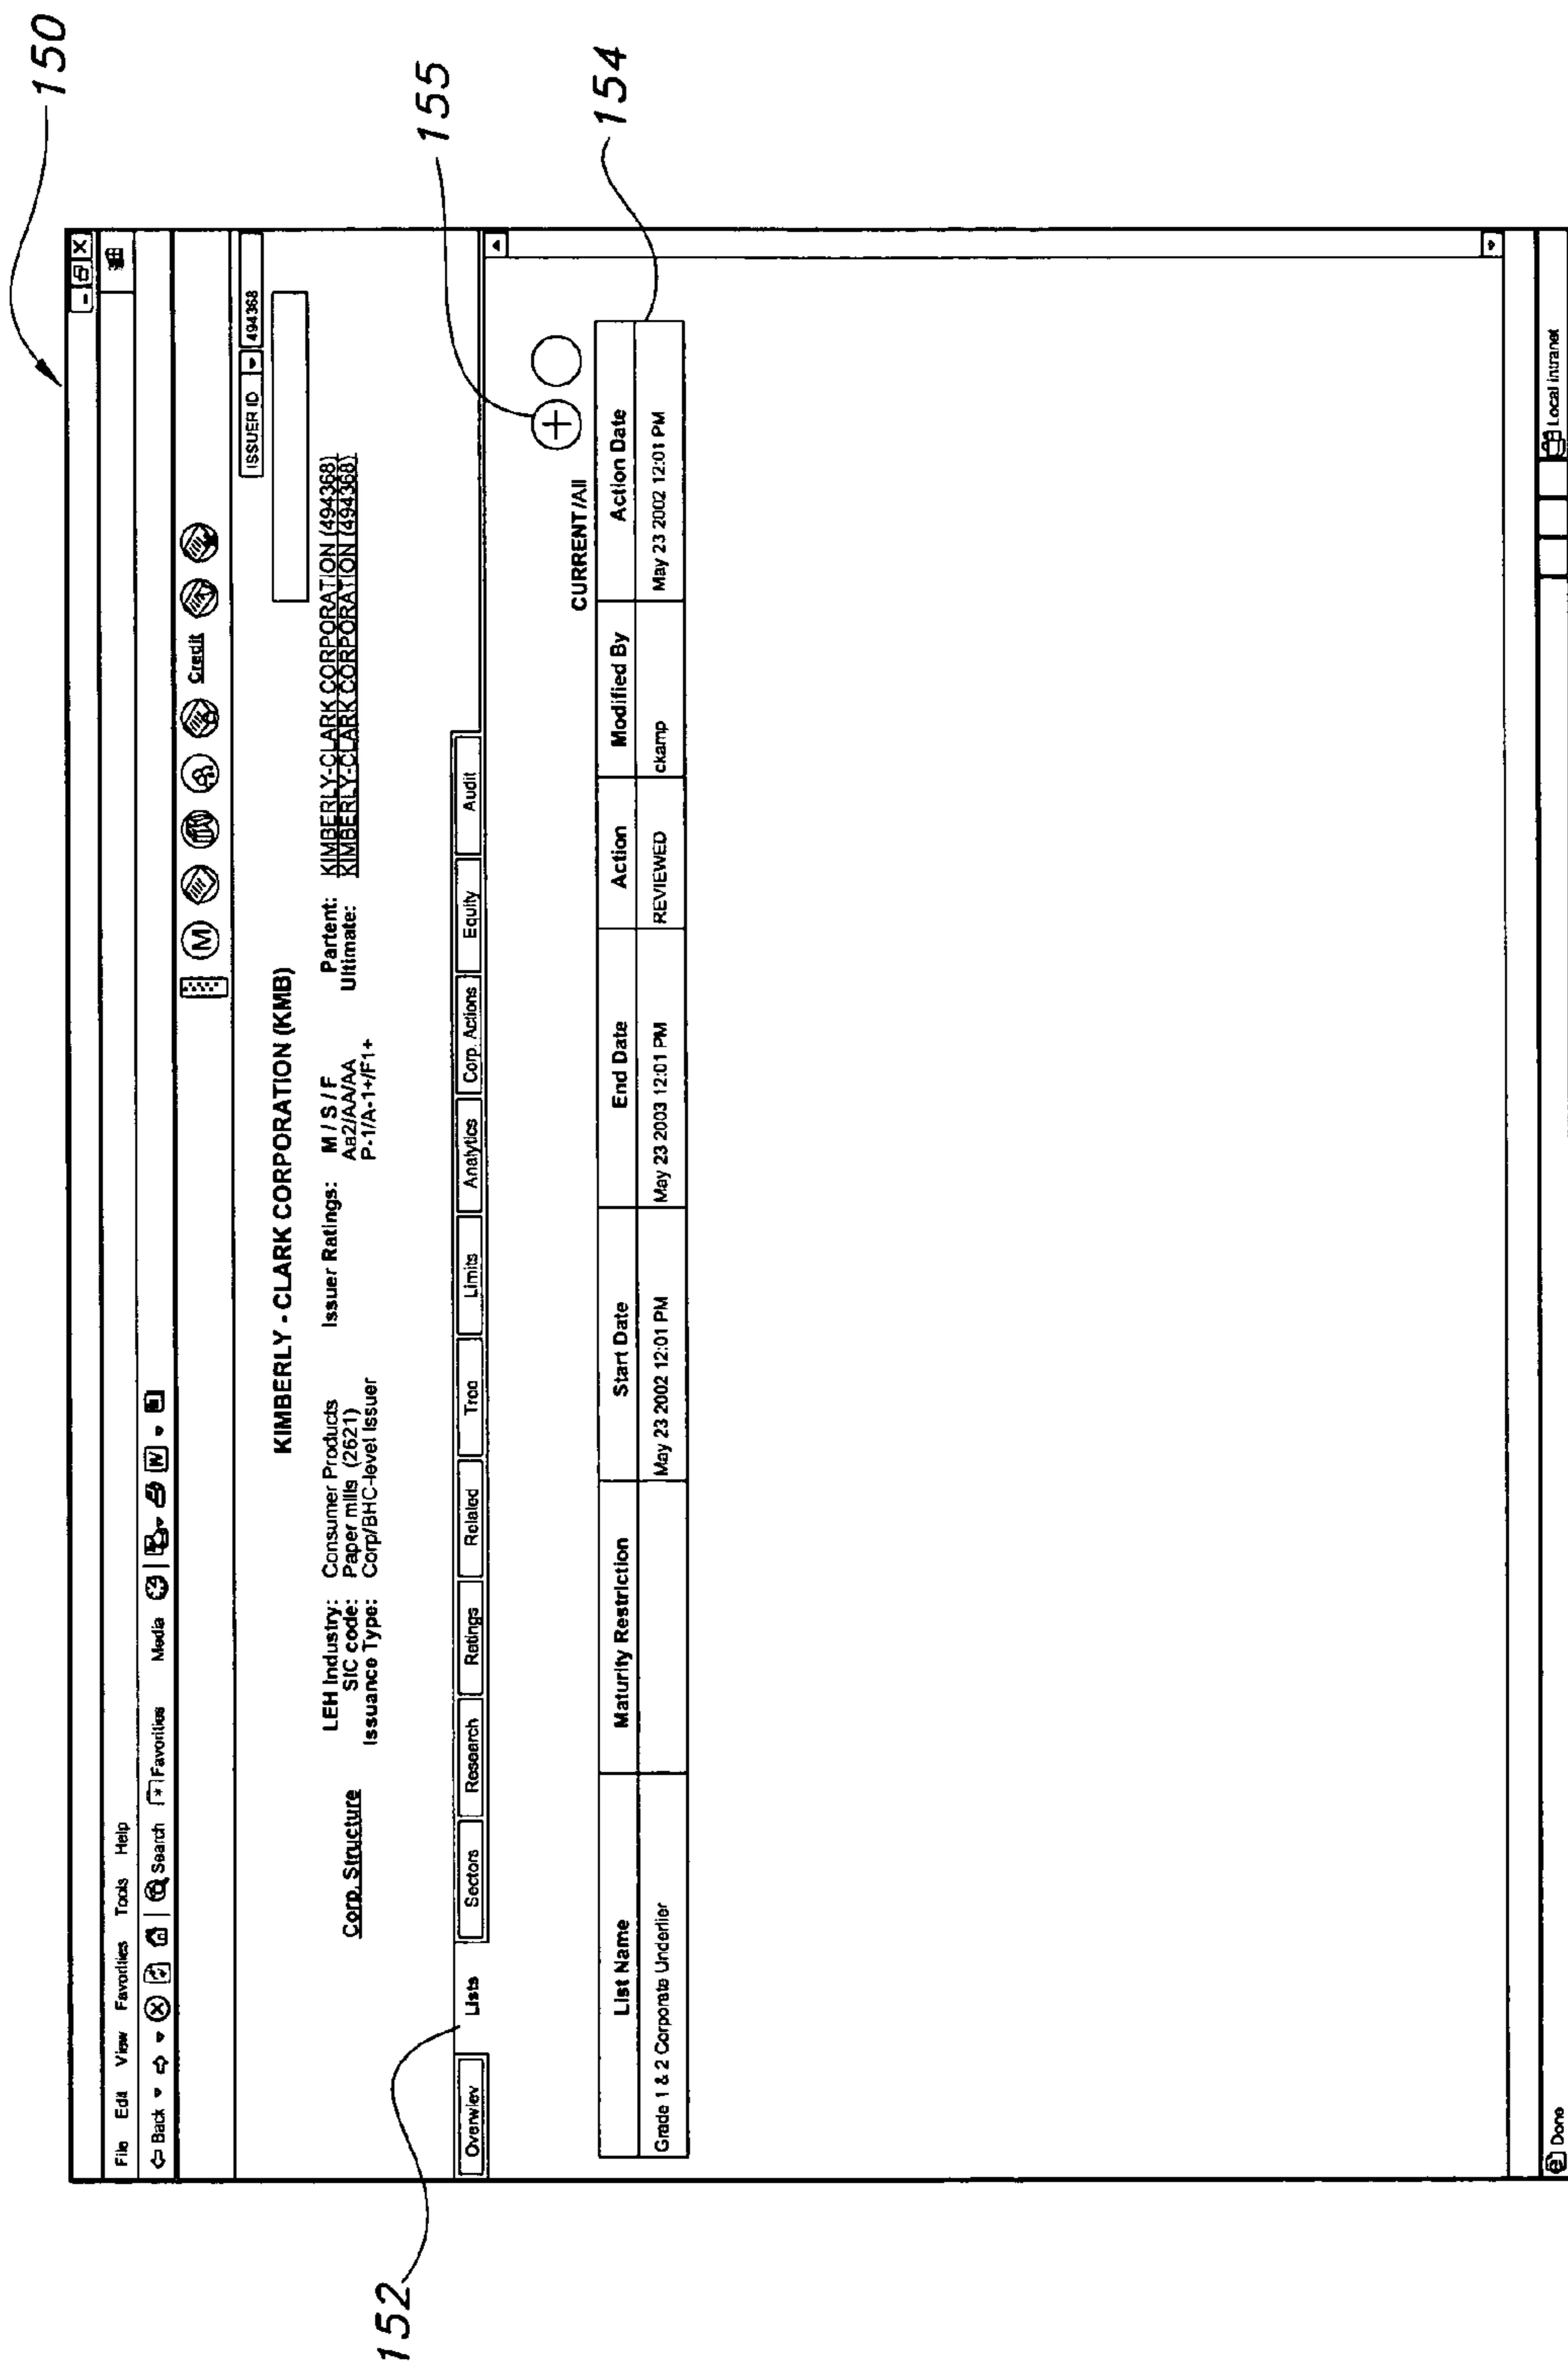 150
File Edit View Favorities Tools Help
Back Search Favorities Media W
M Credit
ISSUER ID 494368
KIMBERLY - CLARK CORPORATION (KMB)
Corp. Structure LEH Industry: Consumer Products Issuer Ratings: M / S / F Partent: KIMBERLY-CLARK CORPORATION (494368)
SIC code: Paper mills (2621) Aa2/AA/AA Ultimate: KIMBERLY-CLARK CORPORATION (494368)
Issuance Type: Corp/BHC-level Issuer P-1/A-1+/F1+
152
Overwiev Lists Sectors Research Ratings Related Tree Limits Analytics Corp. Actions Equity Audit
155
CURRENT/All
154
List Name Maturity Restriction Start Date End Date Action Modified By Action Date
Grade 1 & 2 Corporate Underlier May 23 2002 12:01 PM May 23 2003 12:01 PM REVIEWED ckamp May 23 2002 12:01 PM
Done Local intranet